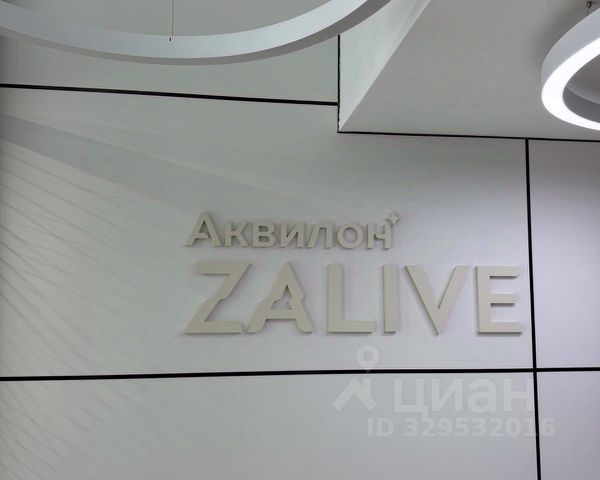 Аквилон
ZALIVE
циан
ID 329532016